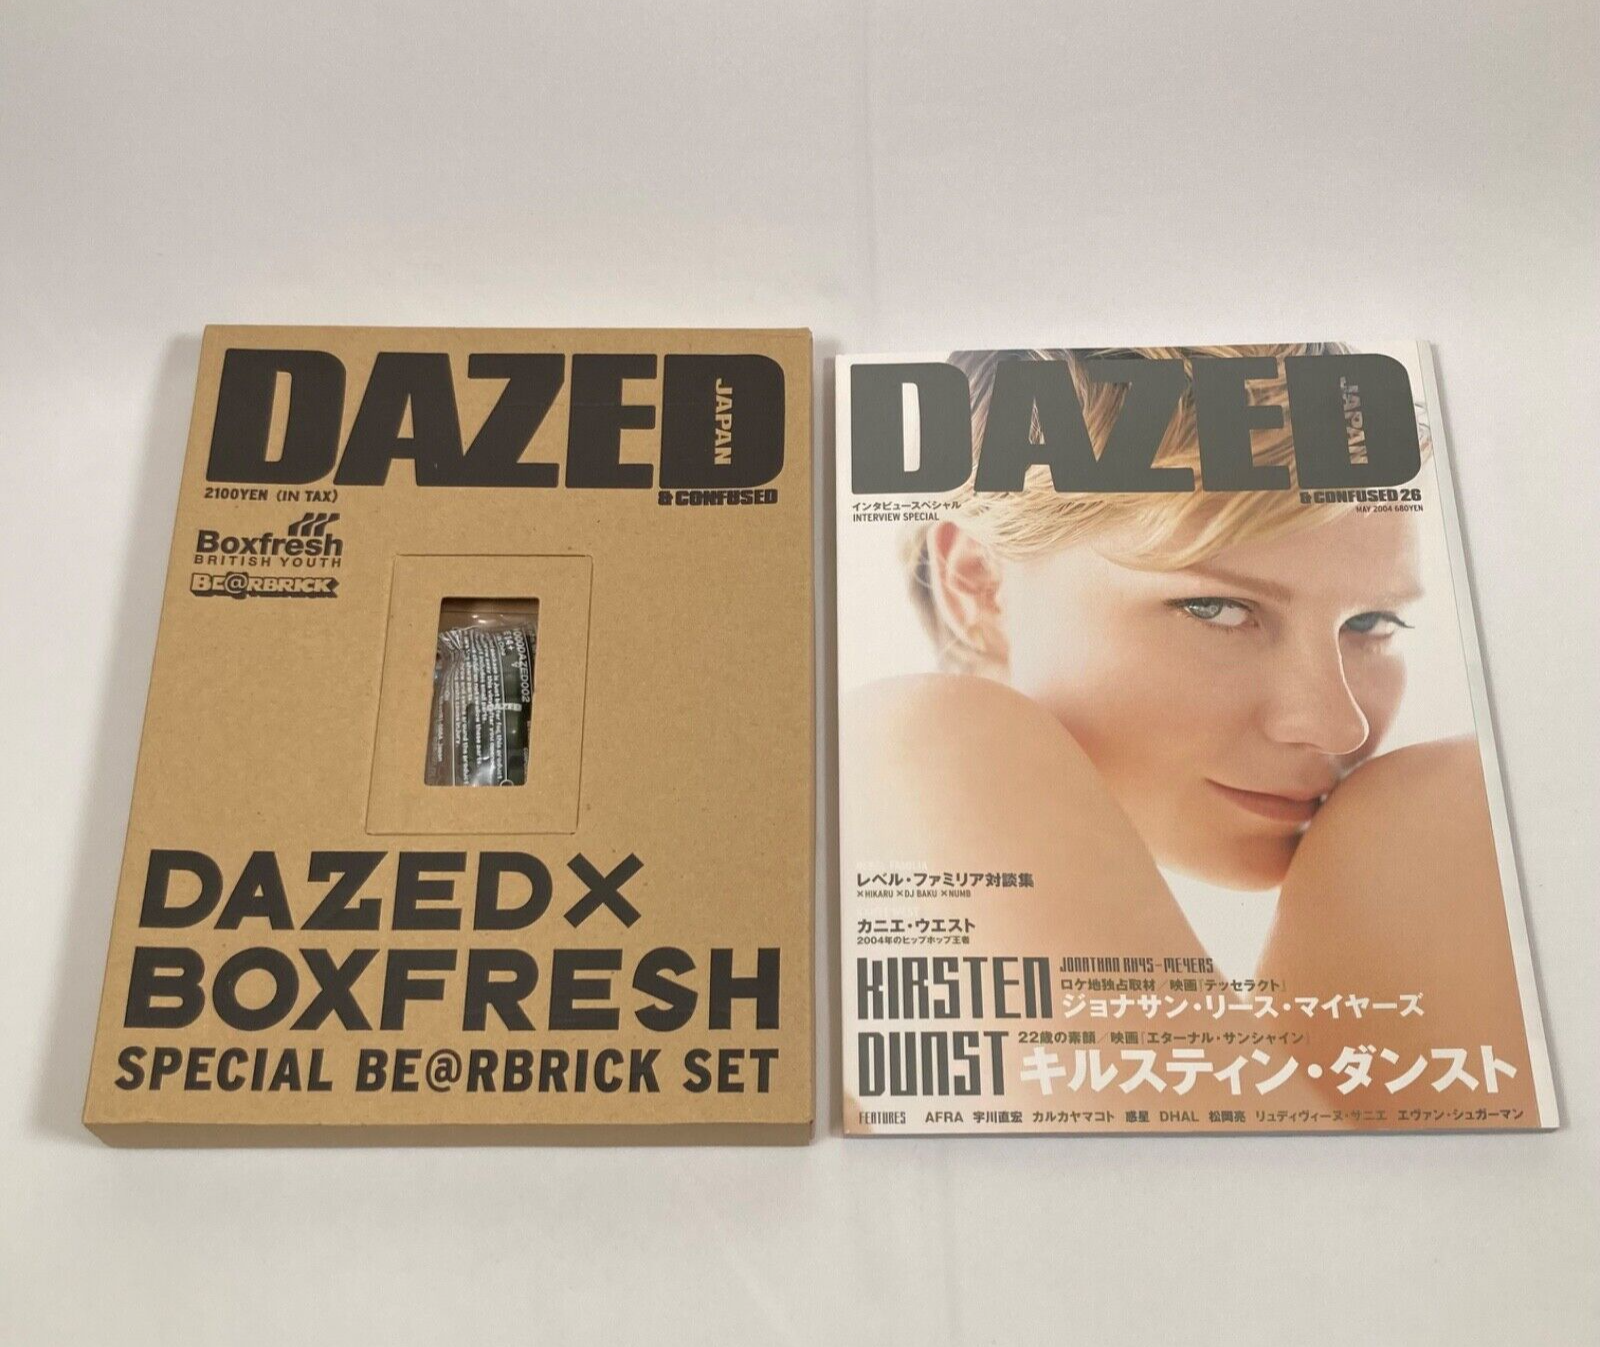 DAZED
JAPAN
& CONFUSED
2100YEN (IN TAX)
Boxfresh
BRITISH YOUTH
BE@RBRICK
DAZED002
DAZED×
BOXFRESH
SPECIAL BE@RBRICK SET
DAZED
JAPAN
& CONFUSED 26
MAY 2004 680YEN
インタビュースペシャル
INTERVIEW SPECIAL
レベル・ファミリア対談集
×HIKARU ×DJ BAKU ×NUMB
カニエ・ウエスト
2004年のヒップホップ王者
KIRSTEN
DUNST
JONATHAN RHYS-MEYERS
ロケ地独占取材／映画『テッセラクト』
ジョナサン・リース・マイヤーズ
22歳の素顔／映画『エターナル・サンシャイン』
キルスティン・ダンスト
FEATURES AFRA 宇川直宏 カルカヤマコト 惑星 DHAL 松岡亮 リュディヴィーヌ・サニエ エヴァン・シュガーマン